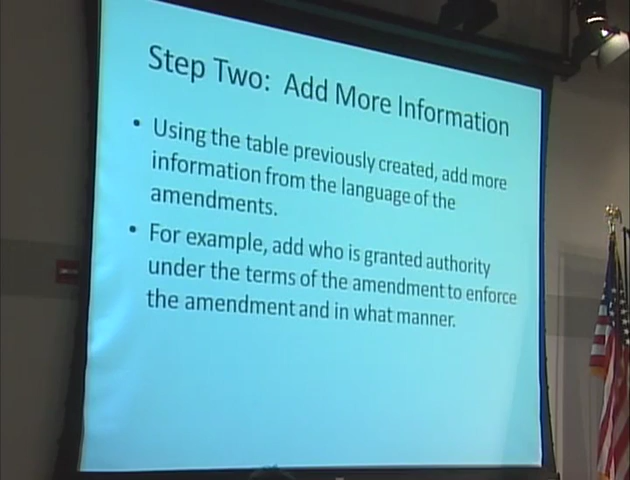 Step Two:  Add More Information
• Using the table previously created, add more
information from the language of the
amendments.
• For example, add who is granted authority
under the terms of the amendment to enforce
the amendment and in what manner.